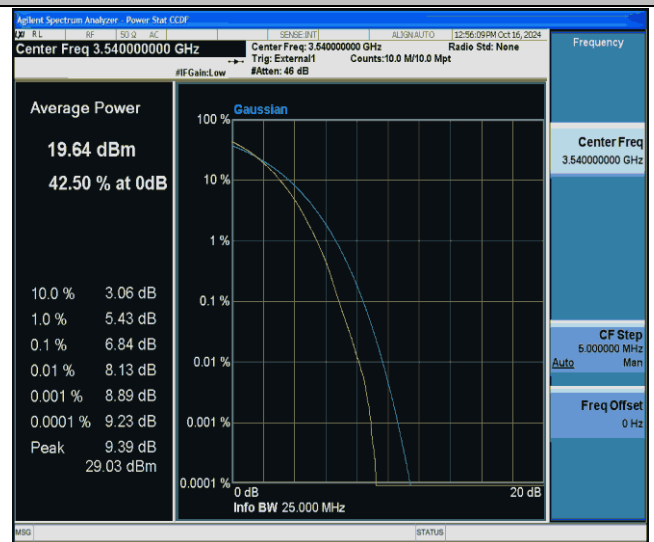 Agilent Spectrum Analyzer - Power Stat CCDF
RL RF 50 Ω AC SENSE:INT ALIGNAUTO 12:56:09PM Oct 16, 2024
Center Freq 3.540000000 GHz
Center Freq: 3.540000000 GHz Radio Std: None
Trig: External1 Counts:10.0 M/10.0 Mpt
#IFGain:Low #Atten: 46 dB
Frequency
Average Power
19.64 dBm
42.50 % at 0dB
10.0 % 3.06 dB
1.0 % 5.43 dB
0.1 % 6.84 dB
0.01 % 8.13 dB
0.001 % 8.89 dB
0.0001 % 9.23 dB
Peak 9.39 dB
29.03 dBm
Gaussian
100 %
10 %
1 %
0.1 %
0.01 %
0.001 %
0.0001 %
0 dB 20 dB
Info BW 25.000 MHz
Center Freq
3.540000000 GHz
CF Step
5.000000 MHz
Auto Man
Freq Offset
0 Hz
MSG STATUS